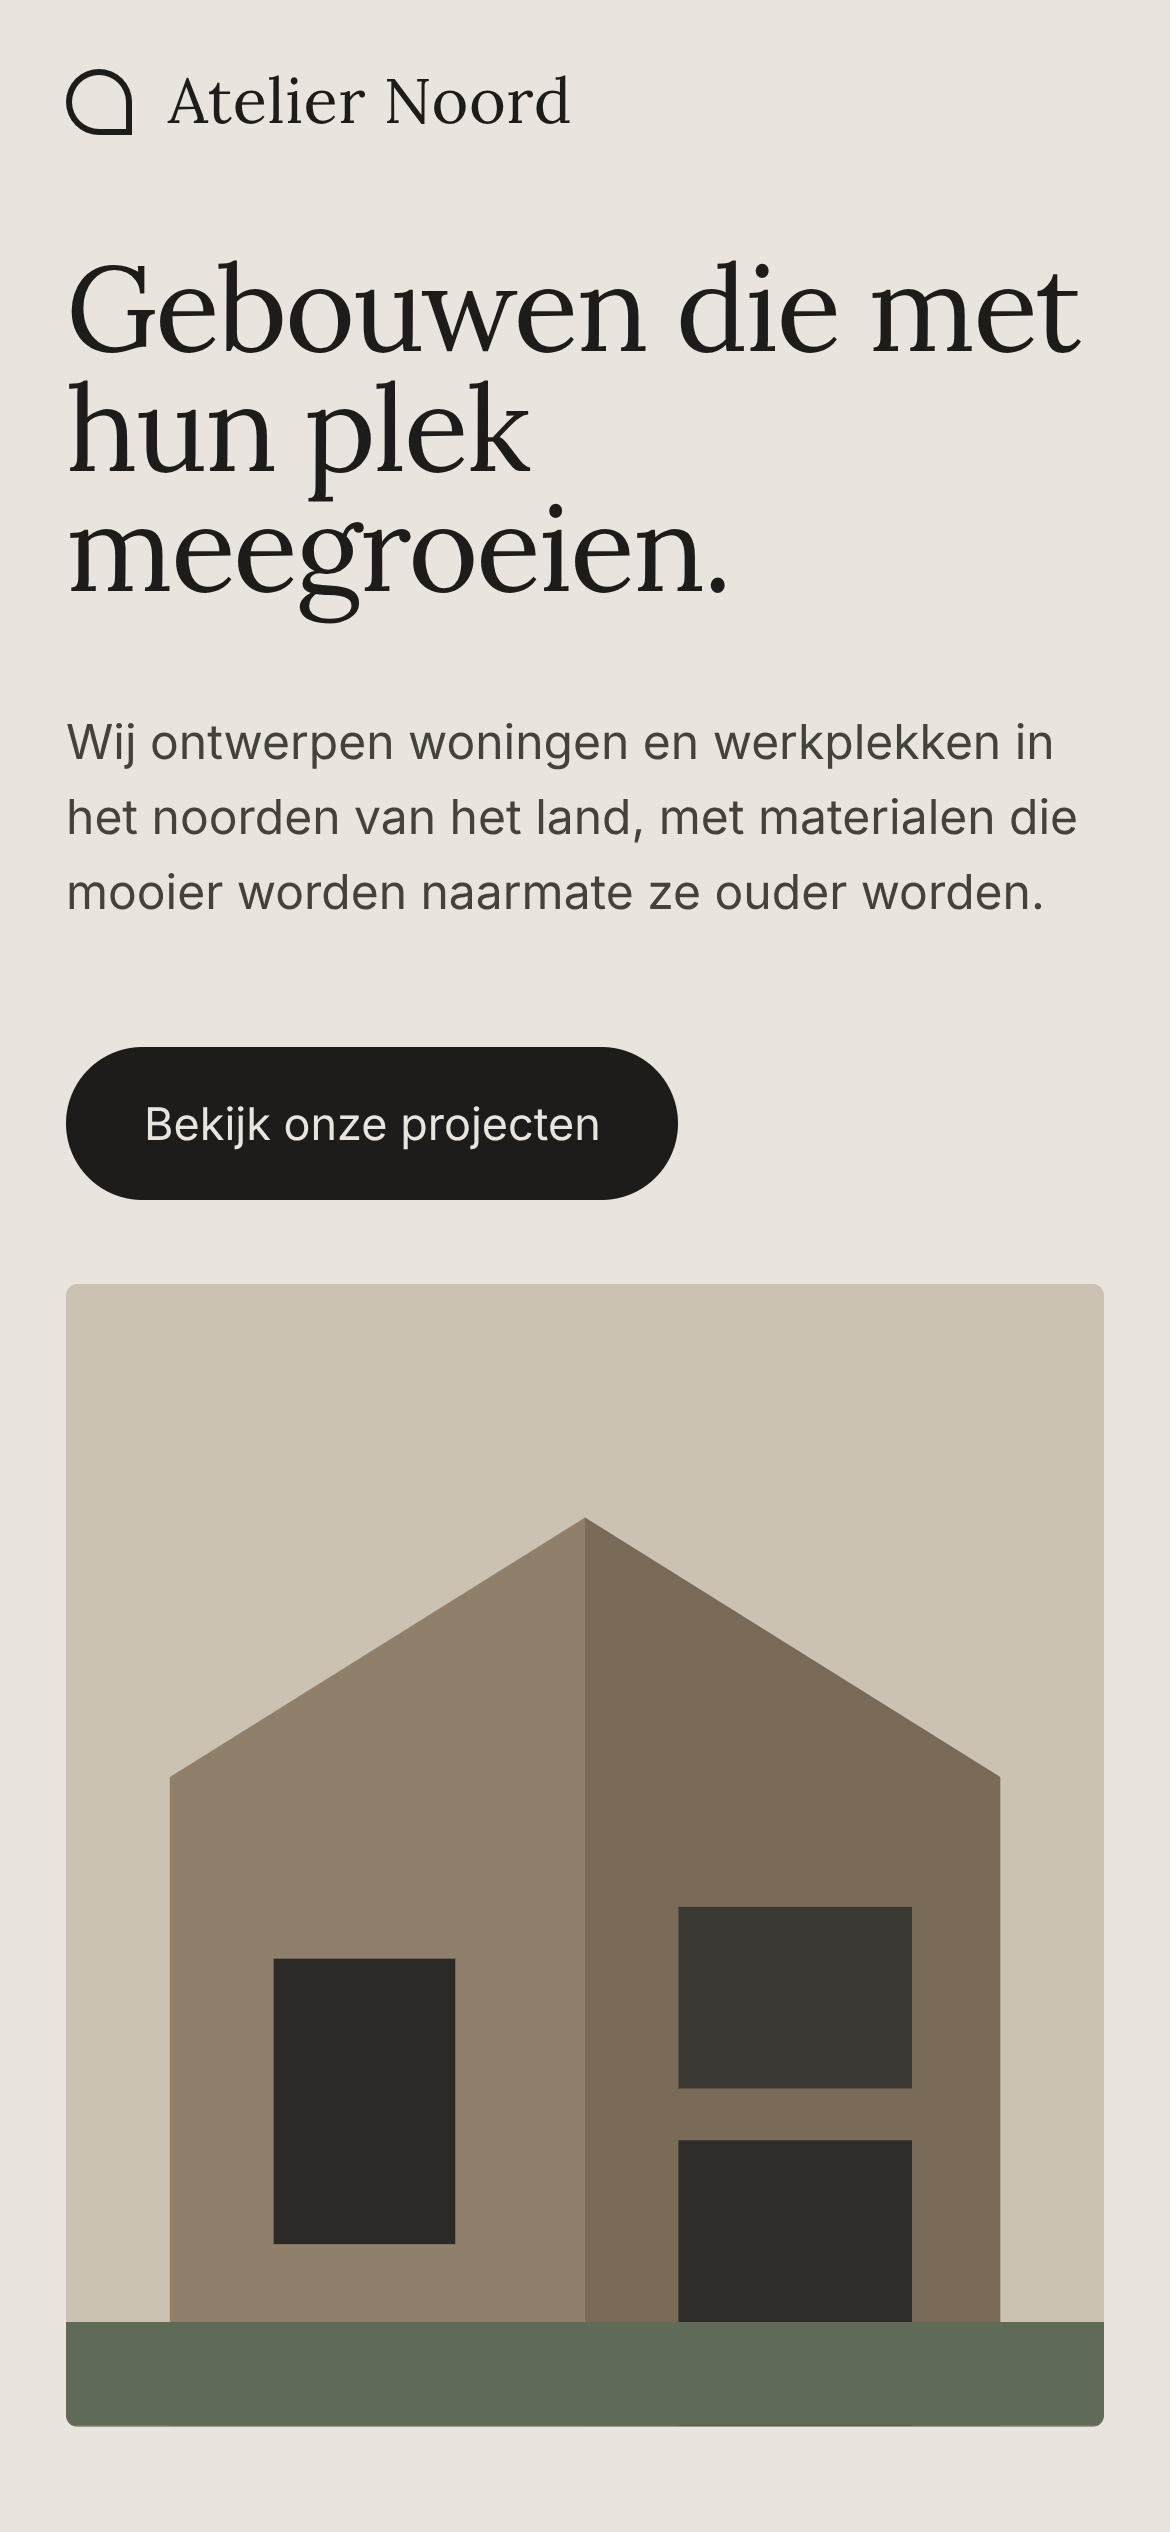 Atelier Noord
Gebouwen die met
hun plek
meegroeien.
Wij ontwerpen woningen en werkplekken in
het noorden van het land, met materialen die
mooier worden naarmate ze ouder worden.
Bekijk onze projecten